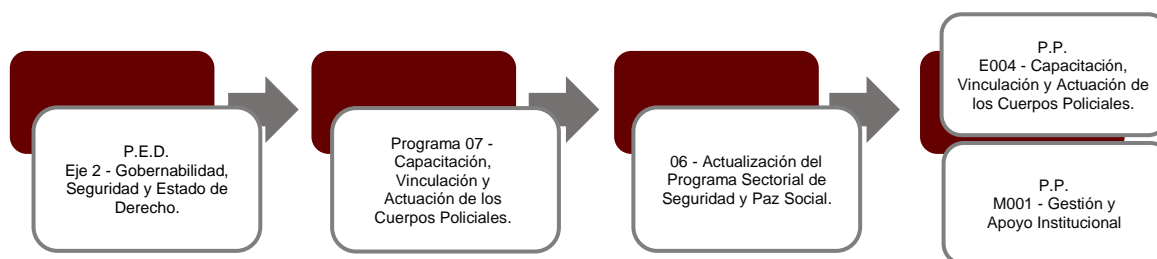 P.E.D.
Eje 2 - Gobernabilidad,
Seguridad y Estado de
Derecho.
Programa 07 -
Capacitación,
Vinculación y
Actuación de los
Cuerpos Policiales.
06 - Actualización del
Programa Sectorial de
Seguridad y Paz Social.
P.P.
E004 - Capacitación,
Vinculación y Actuación de
los Cuerpos Policiales.
P.P.
M001 - Gestión y
Apoyo Institucional